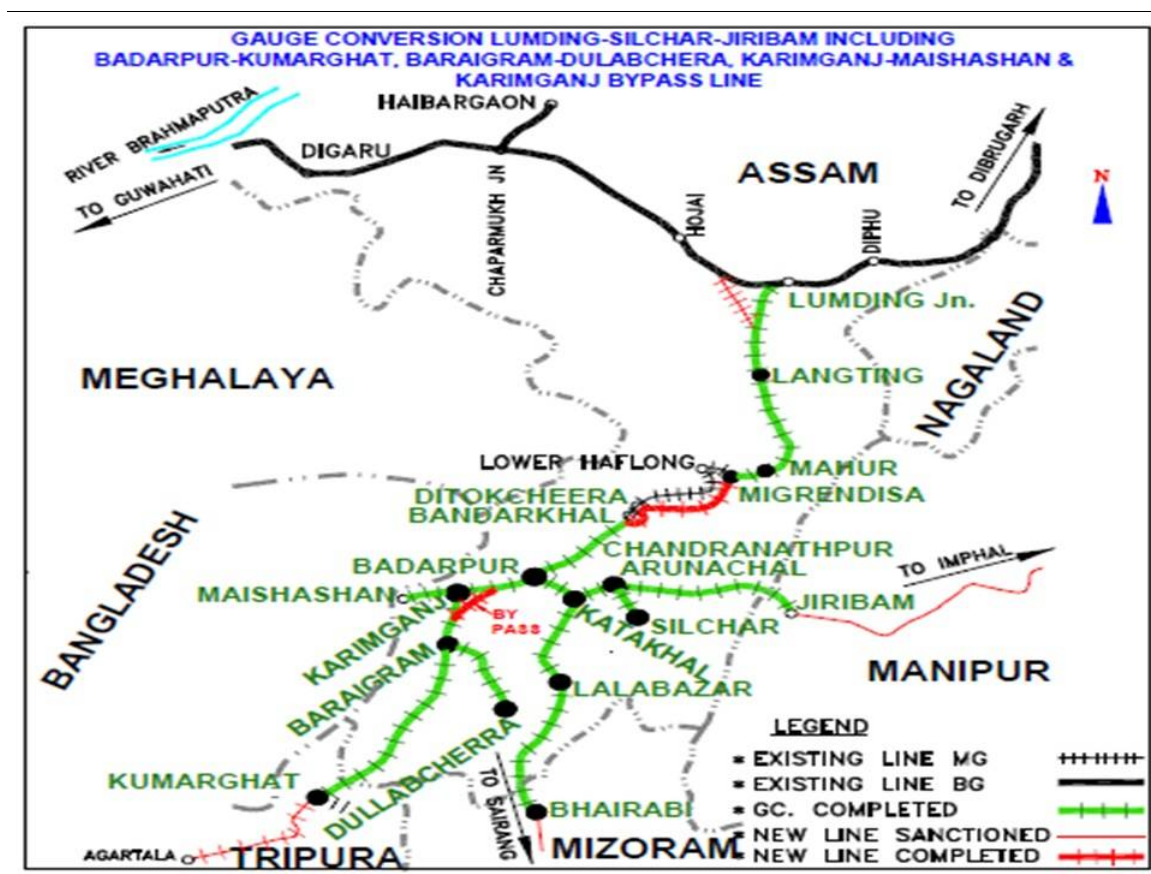 GAUGE CONVERSION LUMDING-SILCHAR-JIRIBAM INCLUDING
BADARPUR-KUMARGHAT, BARAIGRAM-DULABCHERA, KARIMGANJ-MAISHASHAN &
KARIMGANJ BYPASS LINE
RIVER BRAHMAPUTRA
HAIBARGAON
DIGARU
TO GUWAHATI
CHAPARMUKH JN
ASSAM
TO DIBRUGARH
N
HOJAI
DIPHU
LUMDING Jn.
MEGHALAYA
LANGTING
NAGALAND
LOWER HAFLONG
MAHUR
DITOKCHEERA
MIGRENDISA
BANDARKHAL
BANGLADESH
CHANDRANATHPUR
BADARPUR
ARUNACHAL
TO IMPHAL
MAISHASHAN
JIRIBAM
KARIMGANJ
BY
PASS
KATAKHAL
SILCHAR
BARAIGRAM
LALABAZAR
MANIPUR
DULLABCHERRA
KUMARGHAT
TO SAIRANG
BHAIRABI
AGARTALA
TRIPURA
MIZORAM
LEGEND
* EXISTING LINE MG
* EXISTING LINE BG
* GC. COMPLETED
* NEW LINE SANCTIONED
* NEW LINE COMPLETED